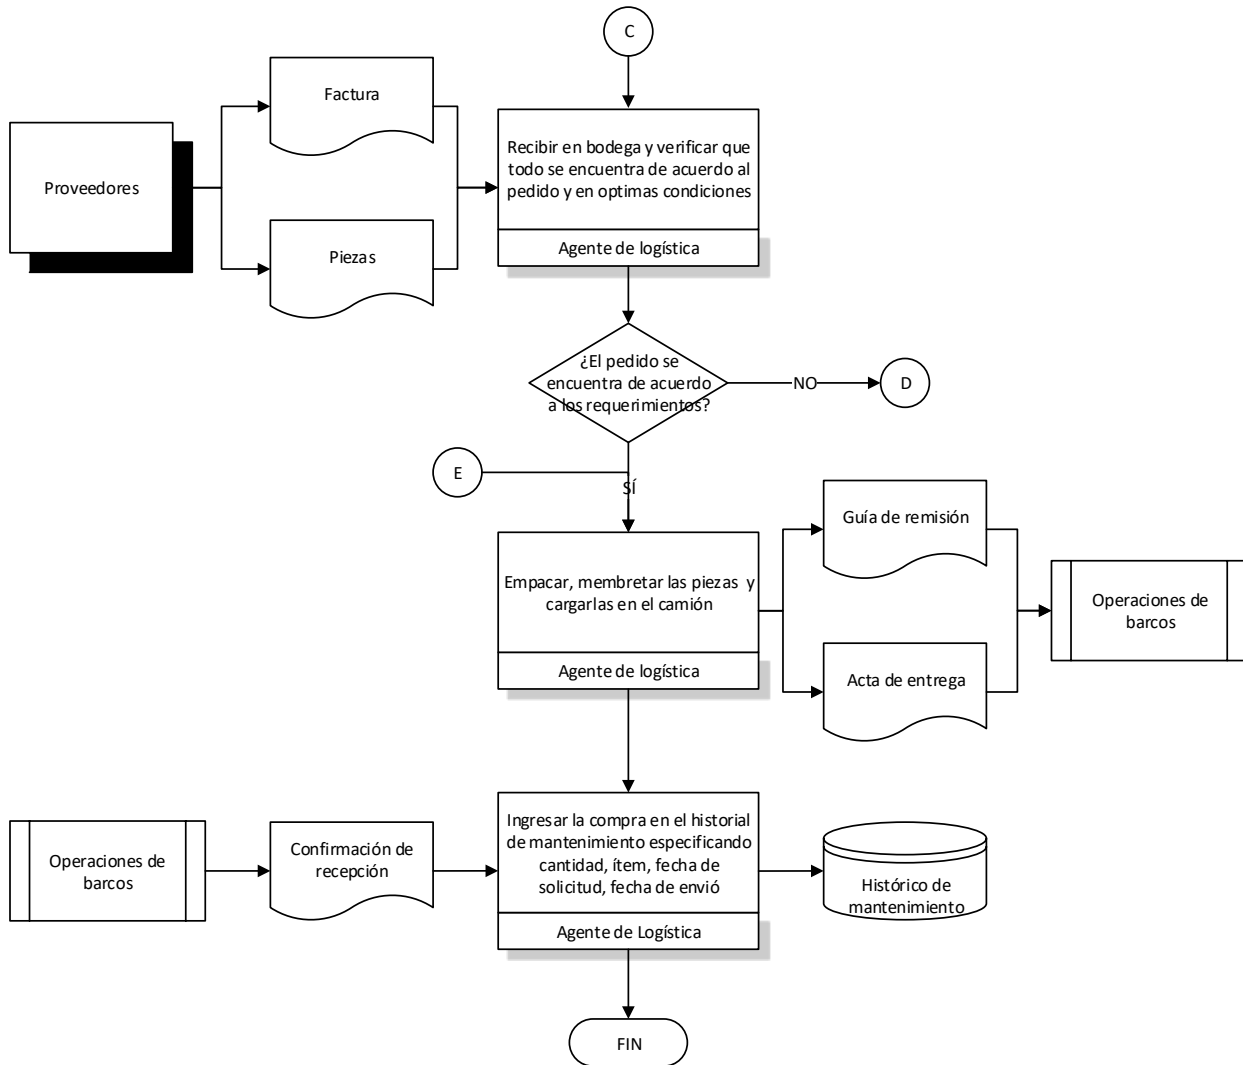 C
Factura
Proveedores
Piezas
Recibir en bodega y verificar que
todo se encuentra de acuerdo al
pedido y en optimas condiciones
Agente de logística
¿El pedido se
encuentra de acuerdo
a los requerimientos?
NO
D
E
SÍ
Empacar, membretar las piezas y
cargarlas en el camión
Agente de logística
Guía de remisión
Acta de entrega
Operaciones de
barcos
Operaciones de
barcos
Confirmación de
recepción
Ingresar la compra en el historial
de mantenimiento especificando
cantidad, ítem, fecha de
solicitud, fecha de envió
Agente de Logística
Histórico de
mantenimiento
FIN